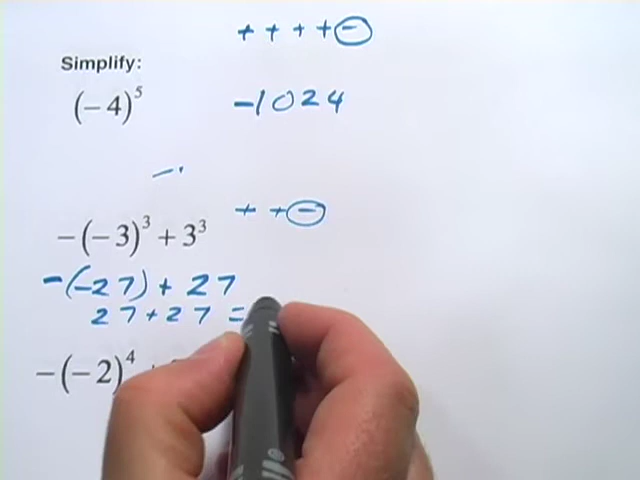 + + + + -
Simplify:
(-4)^5 -1024
-
-(-3)^3 + 3^3 + + -
-(-27) + 27
27 + 27 =
-(-2)^4 +